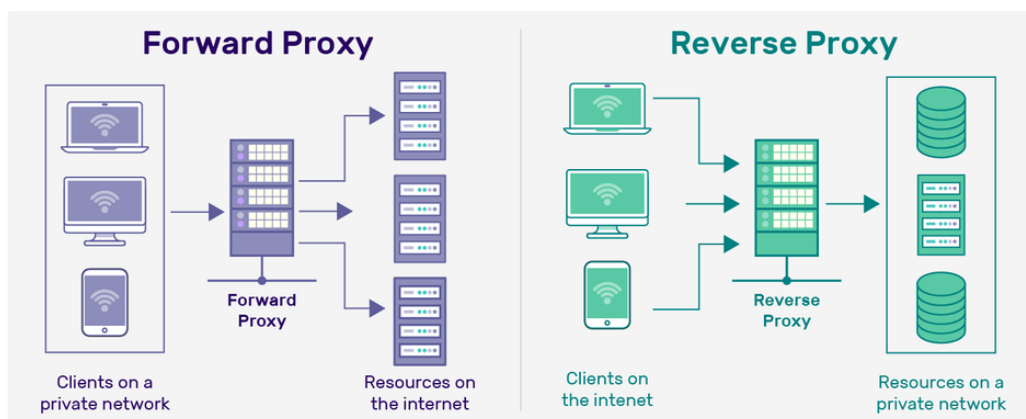 Forward Proxy
Forward
Proxy
Clients on a
private network
Resources on
the internet
Reverse Proxy
Reverse
Proxy
Clients on
the intenet
Resources on a
private network